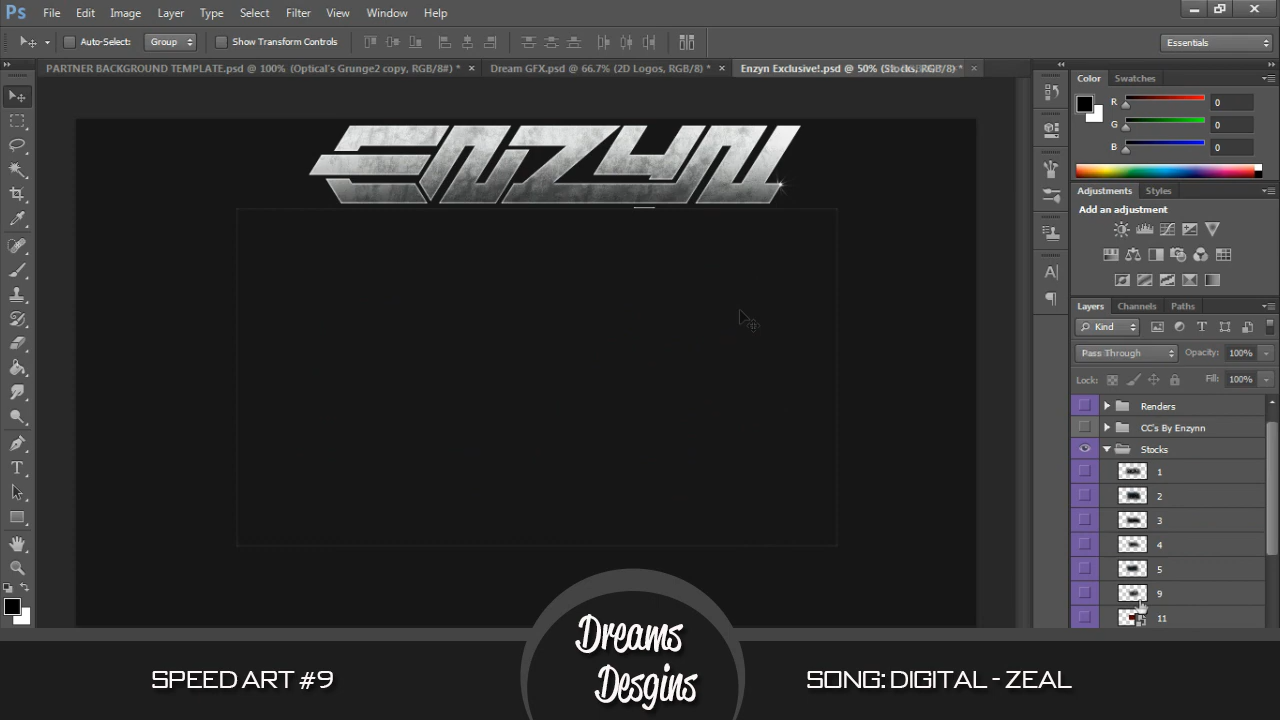 Ps File Edit Image Layer Type Select Filter View Window Help
Auto-Select: Group Show Transform Controls Essentials
PARTNER BACKGROUND TEMPLATE.psd @ 100% (Optical's Grunge2 copy, RGB/8#) * × Dream GFX.psd @ 66.7% (2D Logos, RGB/8) * × Enzyn Exclusive!.psd @ 50% (Stocks, RGB/8) * ×
ENZYN
Color Swatches
R 0
G 0
B 0
Adjustments Styles
Add an adjustment
Layers Channels Paths
Kind
Pass Through Opacity: 100%
Lock: Fill: 100%
Renders
CC's By Enzynn
Stocks
1
2
3
4
5
9
11
SPEED ART #9
Dreams
Desgins
SONG: DIGITAL - ZEAL